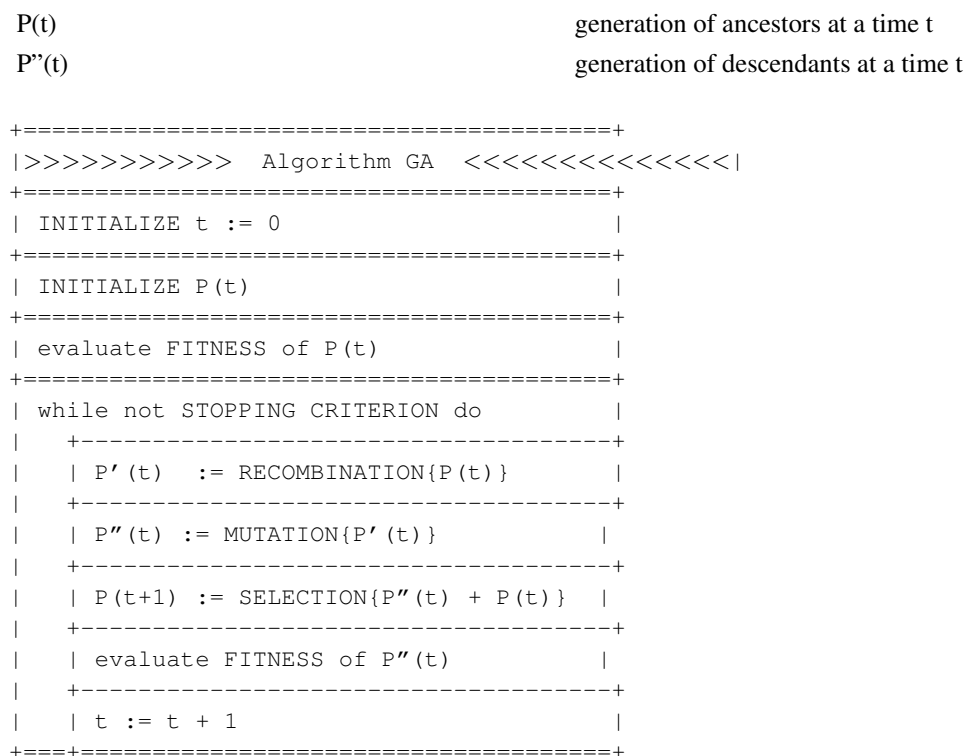 P(t) generation of ancestors at a time t
P”(t) generation of descendants at a time t
+=========================================+
|>>>>>>>>>>> Algorithm GA <<<<<<<<<<<<<<|
+=========================================+
| INITIALIZE t := 0 |
+=========================================+
| INITIALIZE P(t) |
+=========================================+
| evaluate FITNESS of P(t) |
+=========================================+
| while not STOPPING CRITERION do |
| +-------------------------------------+
| | P'(t) := RECOMBINATION{P(t)} |
| +-------------------------------------+
| | P"(t) := MUTATION{P'(t)} |
| +-------------------------------------+
| | P(t+1) := SELECTION{P"(t) + P(t)} |
| +-------------------------------------+
| | evaluate FITNESS of P"(t) |
| +-------------------------------------+
| | t := t + 1 |
+===+=====================================+